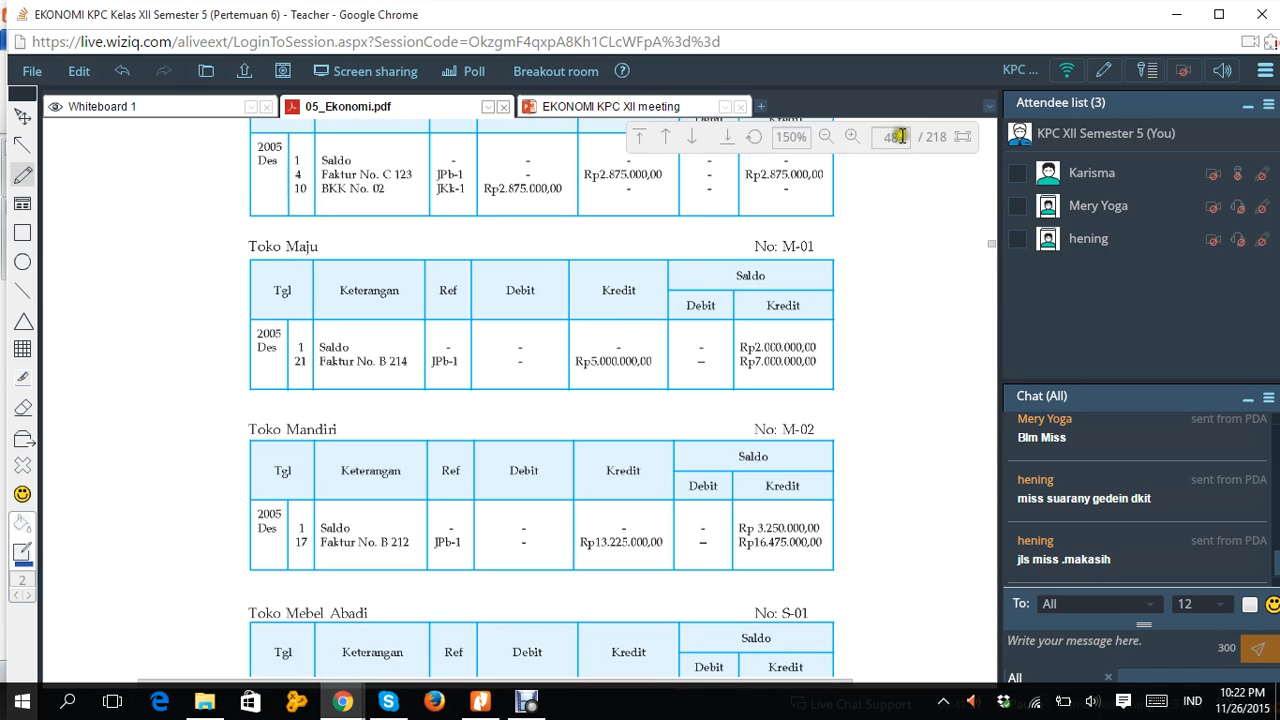 EKONOMI KPC Kelas XII Semester 5 (Pertemuan 6) - Teacher - Google Chrome
https://live.wiziq.com/aliveext/LoginToSession.aspx?SessionCode=OkzgmF4qxpA8Kh1CLcWFpA%3d%3d
File Edit Screen sharing Poll Breakout room KPC ...
Whiteboard 1 05_Ekonomi.pdf EKONOMI KPC XII meeting
150% / 218
2005
Des 1 Saldo - - - - -
4 Faktur No. C 123 JPb-1 - Rp2.875.000,00 - Rp2.875.000,00
10 BKK No. 02 JKk-1 Rp2.875.000,00 - - -
Toko Maju No: M-01
Tgl Keterangan Ref Debit Kredit Saldo
Debit Kredit
2005
Des 1 Saldo - - - - Rp2.000.000,00
21 Faktur No. B 214 JPb-1 - Rp5.000.000,00 – Rp7.000.000,00
Toko Mandiri No: M-02
Tgl Keterangan Ref Debit Kredit Saldo
Debit Kredit
2005
Des 1 Saldo - - - - Rp 3.250.000,00
17 Faktur No. B 212 JPb-1 - Rp13.225.000,00 – Rp16.475.000,00
Toko Mebel Abadi No: S-01
Tgl Keterangan Ref Debit Kredit Saldo
Debit Kredit
2
Attendee list (3)
KPC XII Semester 5 (You)
Karisma
Mery Yoga
hening
Chat (All)
Mery Yoga sent from PDA
Blm Miss
hening sent from PDA
miss suarany gedein dkit
hening sent from PDA
jls miss .makasih
To: All 12
Write your message here. 300
All
Live Chat Support
IND
10:22 PM
11/26/2015